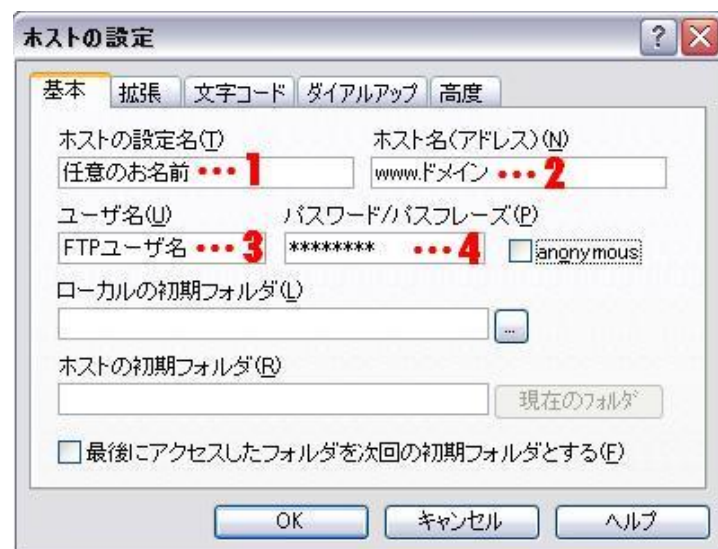 ホストの設定
基本 拡張 文字コード ダイアルアップ 高度
ホストの設定名(T) ホスト名(アドレス)(N)
任意のお名前 •••1 www.ドメイン •••2
ユーザ名(U) パスワード/パスフレーズ(P)
FTPユーザ名 •••3 ******** •••4 anonymous
ローカルの初期フォルダ(L)
...
ホストの初期フォルダ(R)
現在のフォルダ
最後にアクセスしたフォルダを次回の初期フォルダとする(F)
OK キャンセル ヘルプ